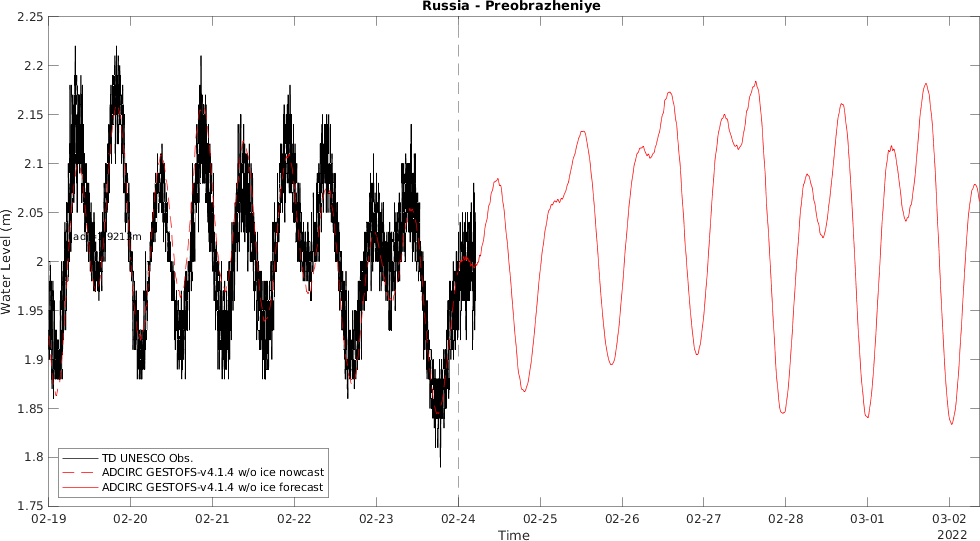 Russia - Preobrazheniye
2.25
2.2
2.15
2.1
2.05
2
1.95
1.9
1.85
1.8
1.75
Water Level (m)
TD UNESCO Obs.
ADCIRC GESTOFS-v4.1.4 w/o ice nowcast
ADCIRC GESTOFS-v4.1.4 w/o ice forecast
02-19 02-20 02-21 02-22 02-23 02-24 02-25 02-26 02-27 02-28 03-01 03-02
2022
Time